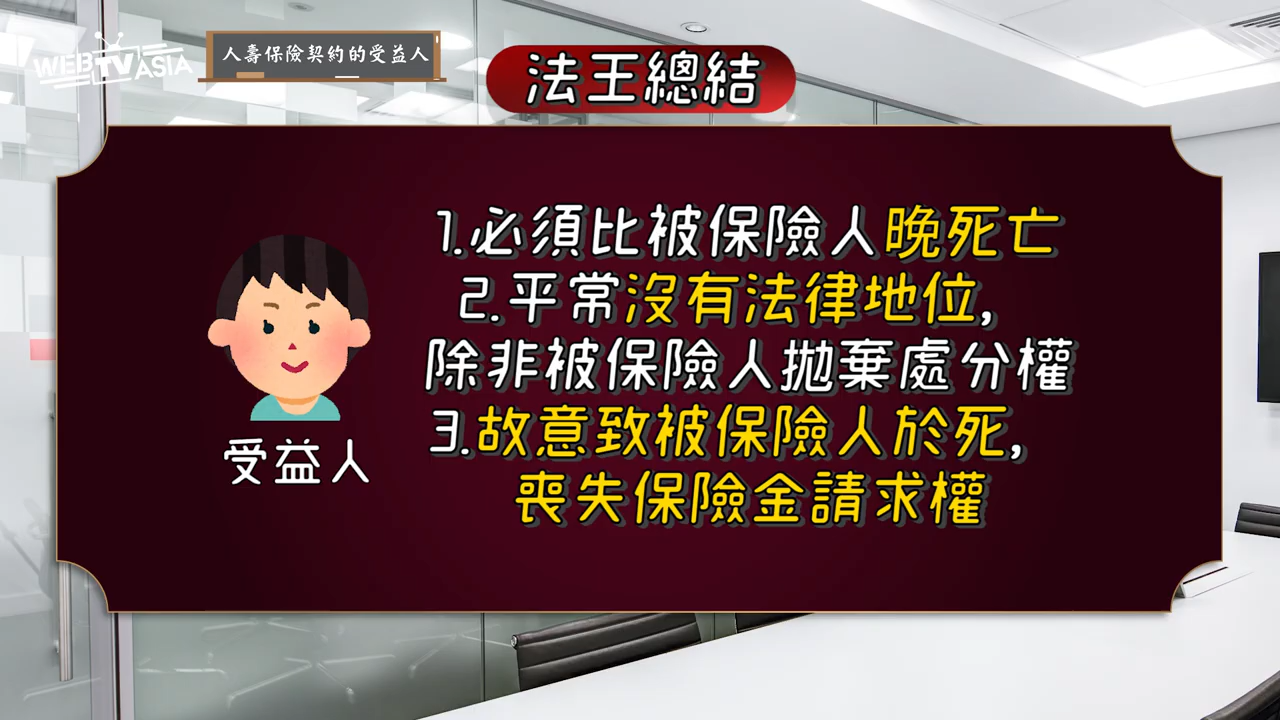 WEBTVASIA
人壽保險契約的受益人
法王總結
1.必須比被保險人晚死亡
2.平常沒有法律地位,
除非被保險人拋棄處分權
3.故意致被保險人於死,
喪失保險金請求權
受益人